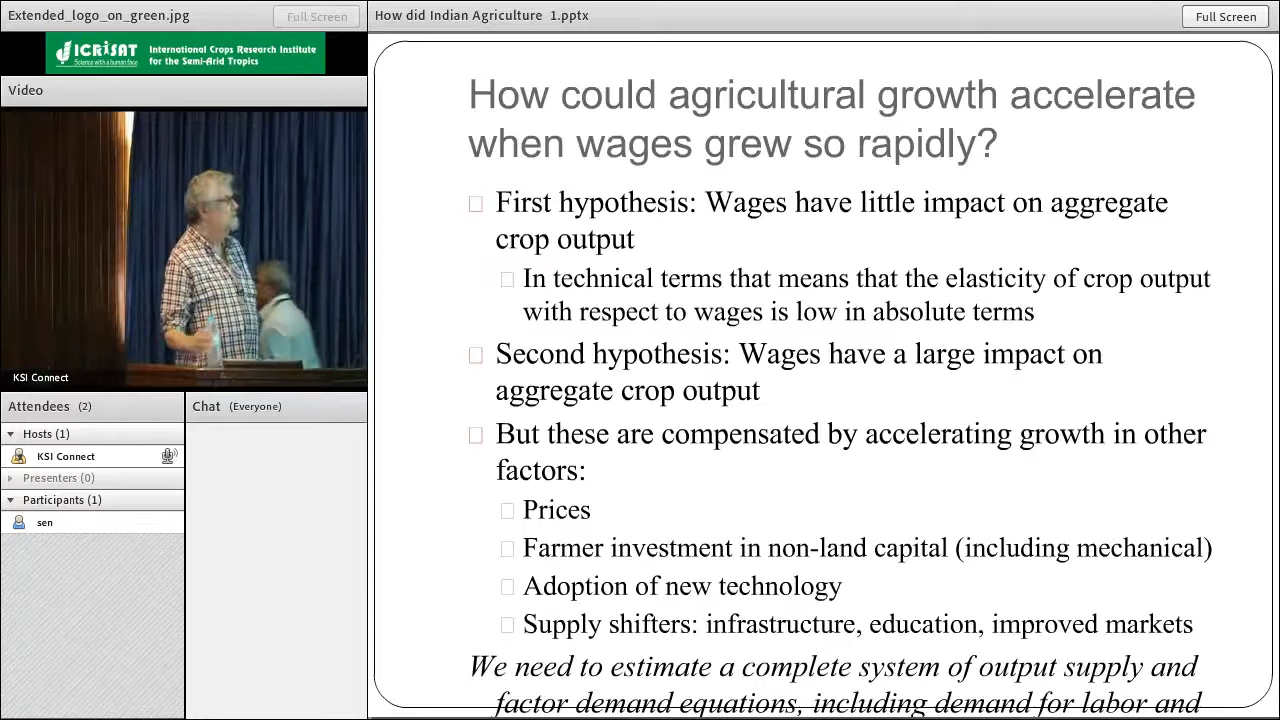 Extended_logo_on_green.jpg
Full Screen
How did Indian Agriculture 1.pptx
Full Screen
ICRISAT
Science with a human face
International Crops Research Institute
for the Semi-Arid Tropics
Video
KSI Connect
Attendees (2)
Hosts (1)
KSI Connect
Presenters (0)
Participants (1)
sen
Chat (Everyone)
How could agricultural growth accelerate
when wages grew so rapidly?
First hypothesis: Wages have little impact on aggregate
crop output
In technical terms that means that the elasticity of crop output
with respect to wages is low in absolute terms
Second hypothesis: Wages have a large impact on
aggregate crop output
But these are compensated by accelerating growth in other
factors:
Prices
Farmer investment in non-land capital (including mechanical)
Adoption of new technology
Supply shifters: infrastructure, education, improved markets
We need to estimate a complete system of output supply and
factor demand equations, including demand for labor and